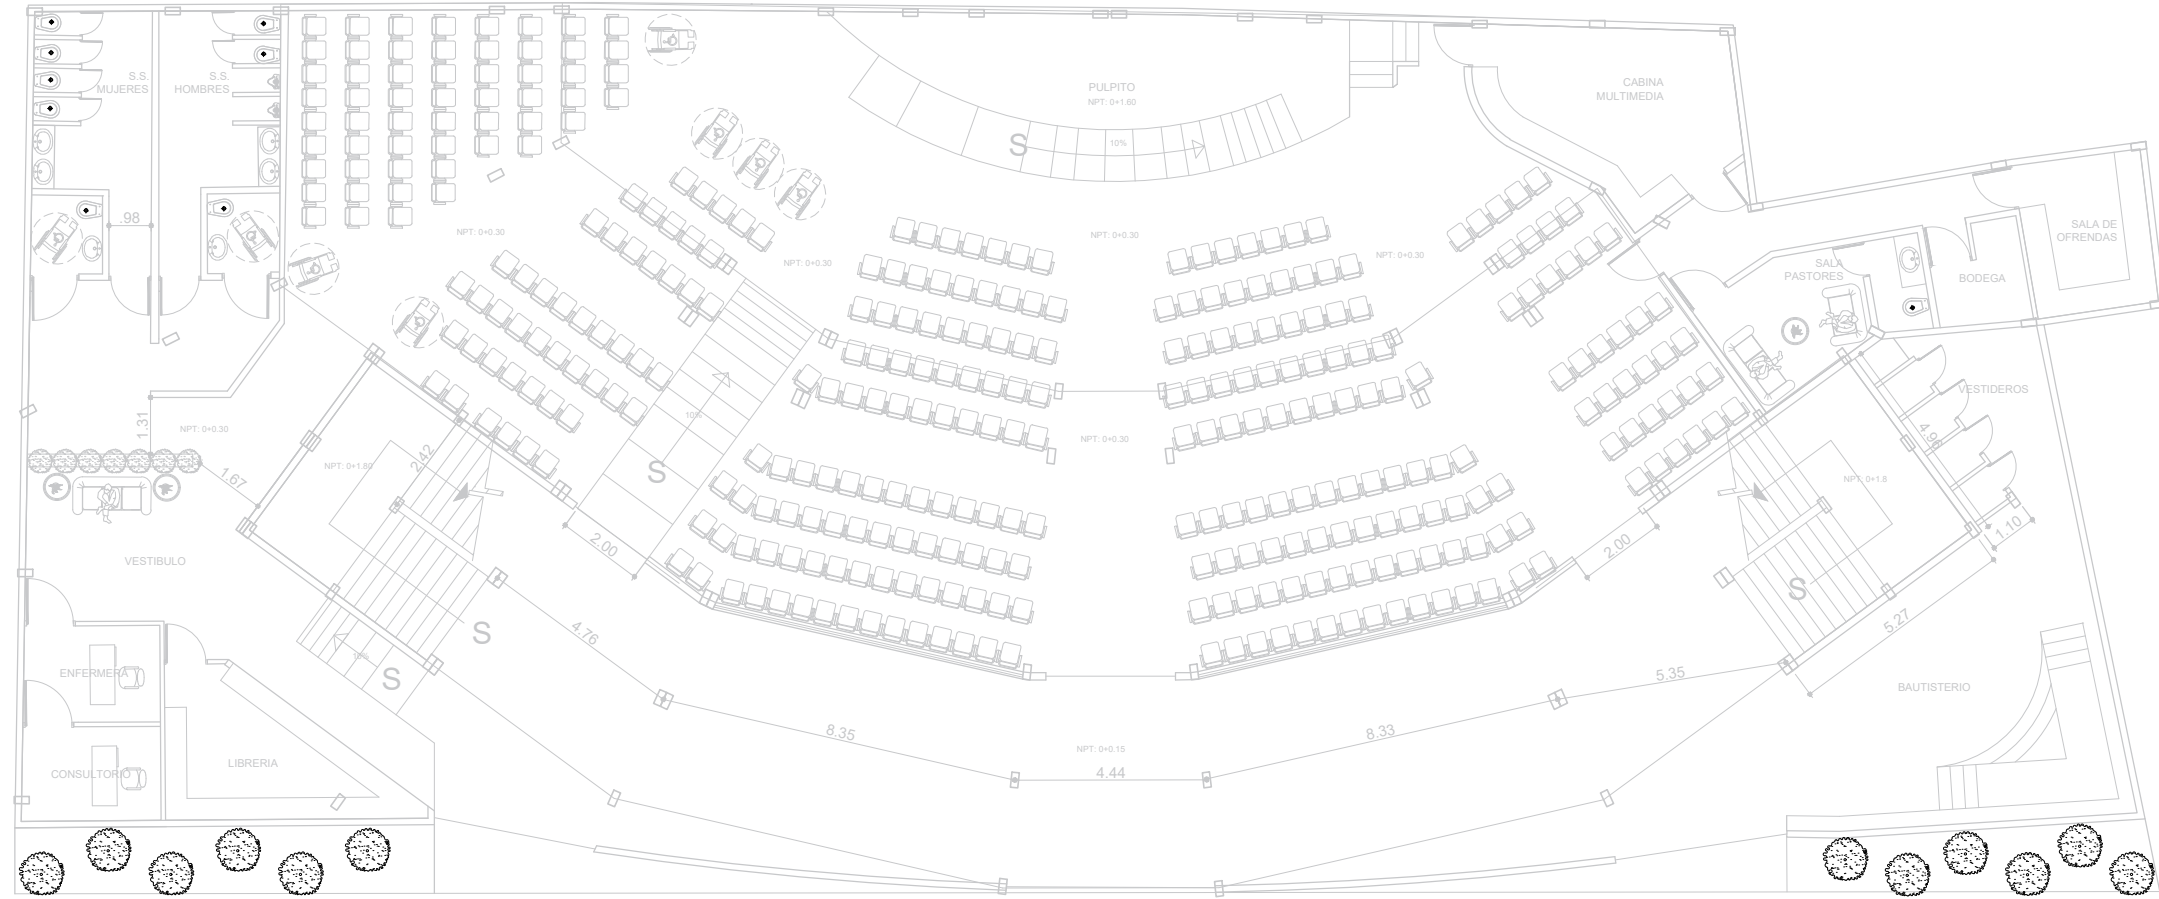 S.S.
MUJERES
S.S.
HOMBRES
PULPITO
NPT: 0+1.60
CABINA
MULTIMEDIA
S
10%
.98
NPT: 0+0.30
NPT: 0+0.30
NPT: 0+0.30
NPT: 0+0.30
SALA DE
OFRENDAS
SALA
PASTORES
BODEGA
1.31
NPT: 0+0.30
VESTIDEROS
10%
NPT: 0+0.30
4.96
2.42
NPT: 0+1.80
S
1.67
NPT: 0+1.8
1.10
2.00
2.00
VESTIBULO
S
S
4.76
5.27
10%
S
ENFERMERA
5.35
BAUTISTERIO
8.35
8.33
NPT: 0+0.15
4.44
LIBRERIA
CONSULTORIO